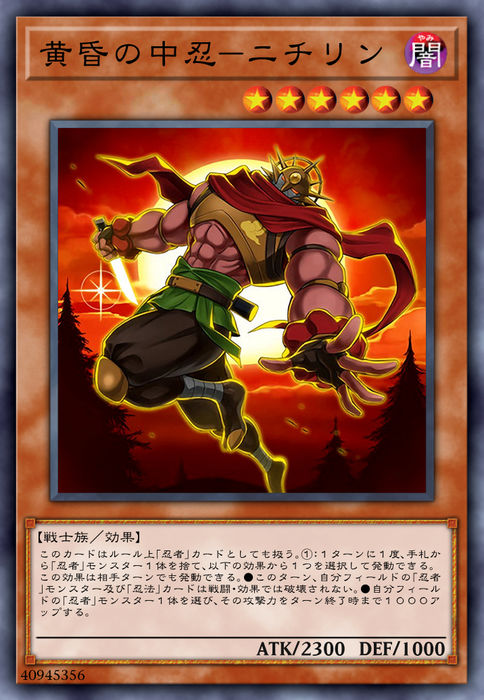 黄昏の中忍-ニチリン
やみ
闇
【戦士族/効果】
このカードはルール上「忍者」カードとしても扱う。①:1ターンに1度、手札か
ら「忍者」モンスター1体を捨て、以下の効果から1つを選択して発動できる。
この効果は相手ターンでも発動できる。●このターン、自分フィールドの「忍者」
モンスター及び「忍法」カードは戦闘・効果では破壊されない。●自分フィール
ドの「忍者」モンスター1体を選び、その攻撃力をターン終了時まで1000ア
ップする。
ATK/2300 DEF/1000
40945356